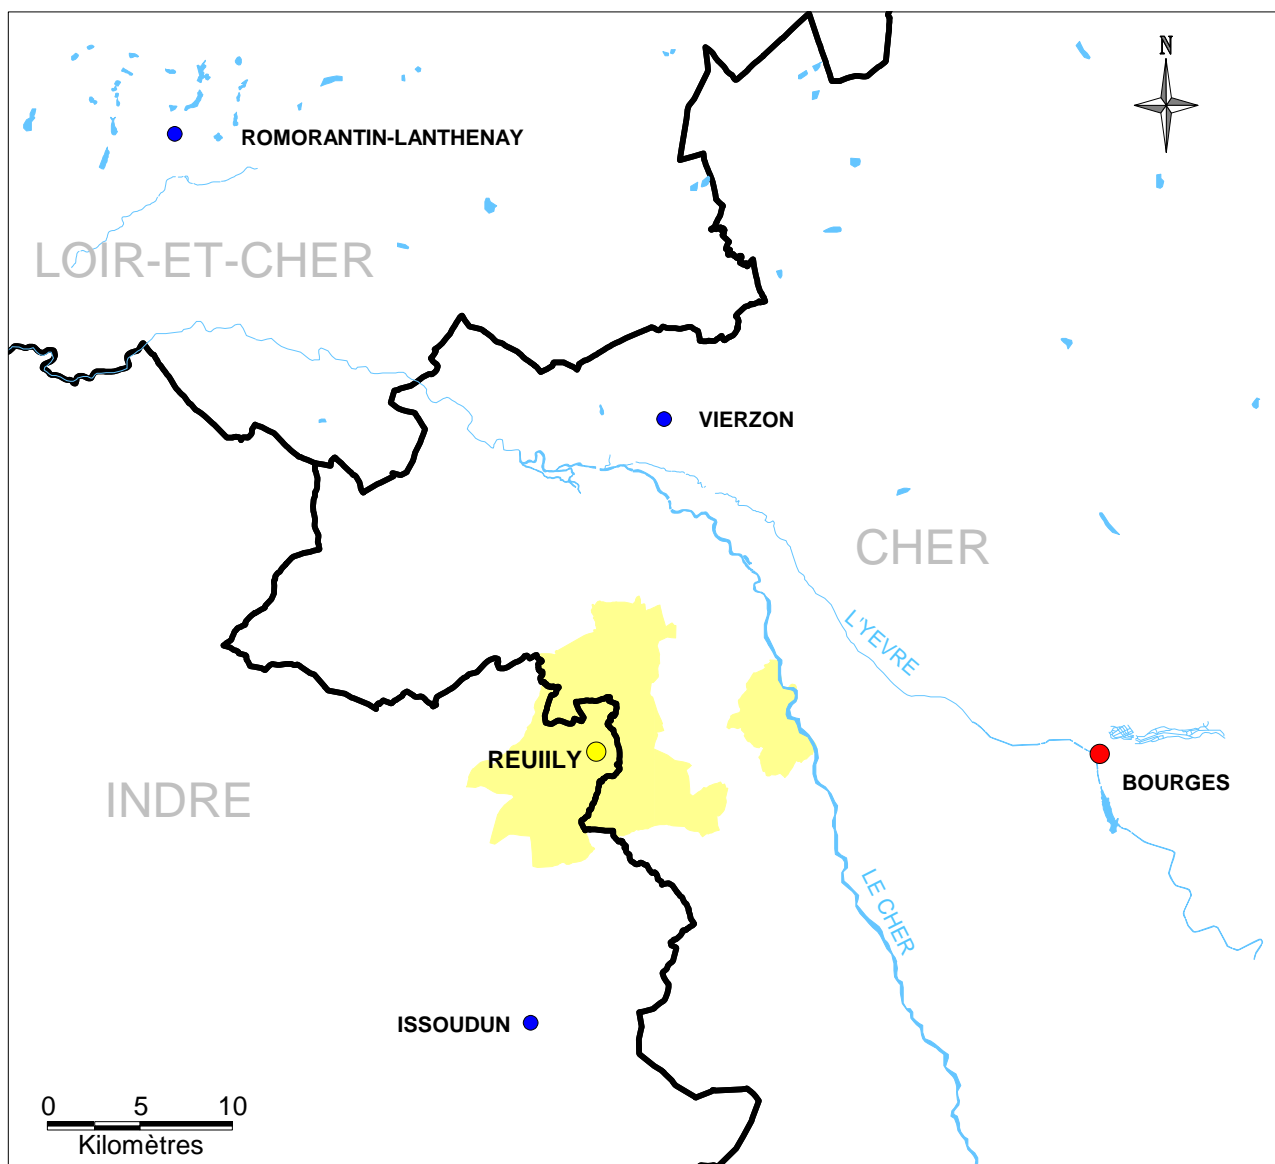 N
ROMORANTIN-LANTHENAY
LOIR-ET-CHER
VIERZON
CHER
L'YEVRE
REUIILY
BOURGES
INDRE
LE CHER
ISSOUDUN
0 5 10
Kilomètres